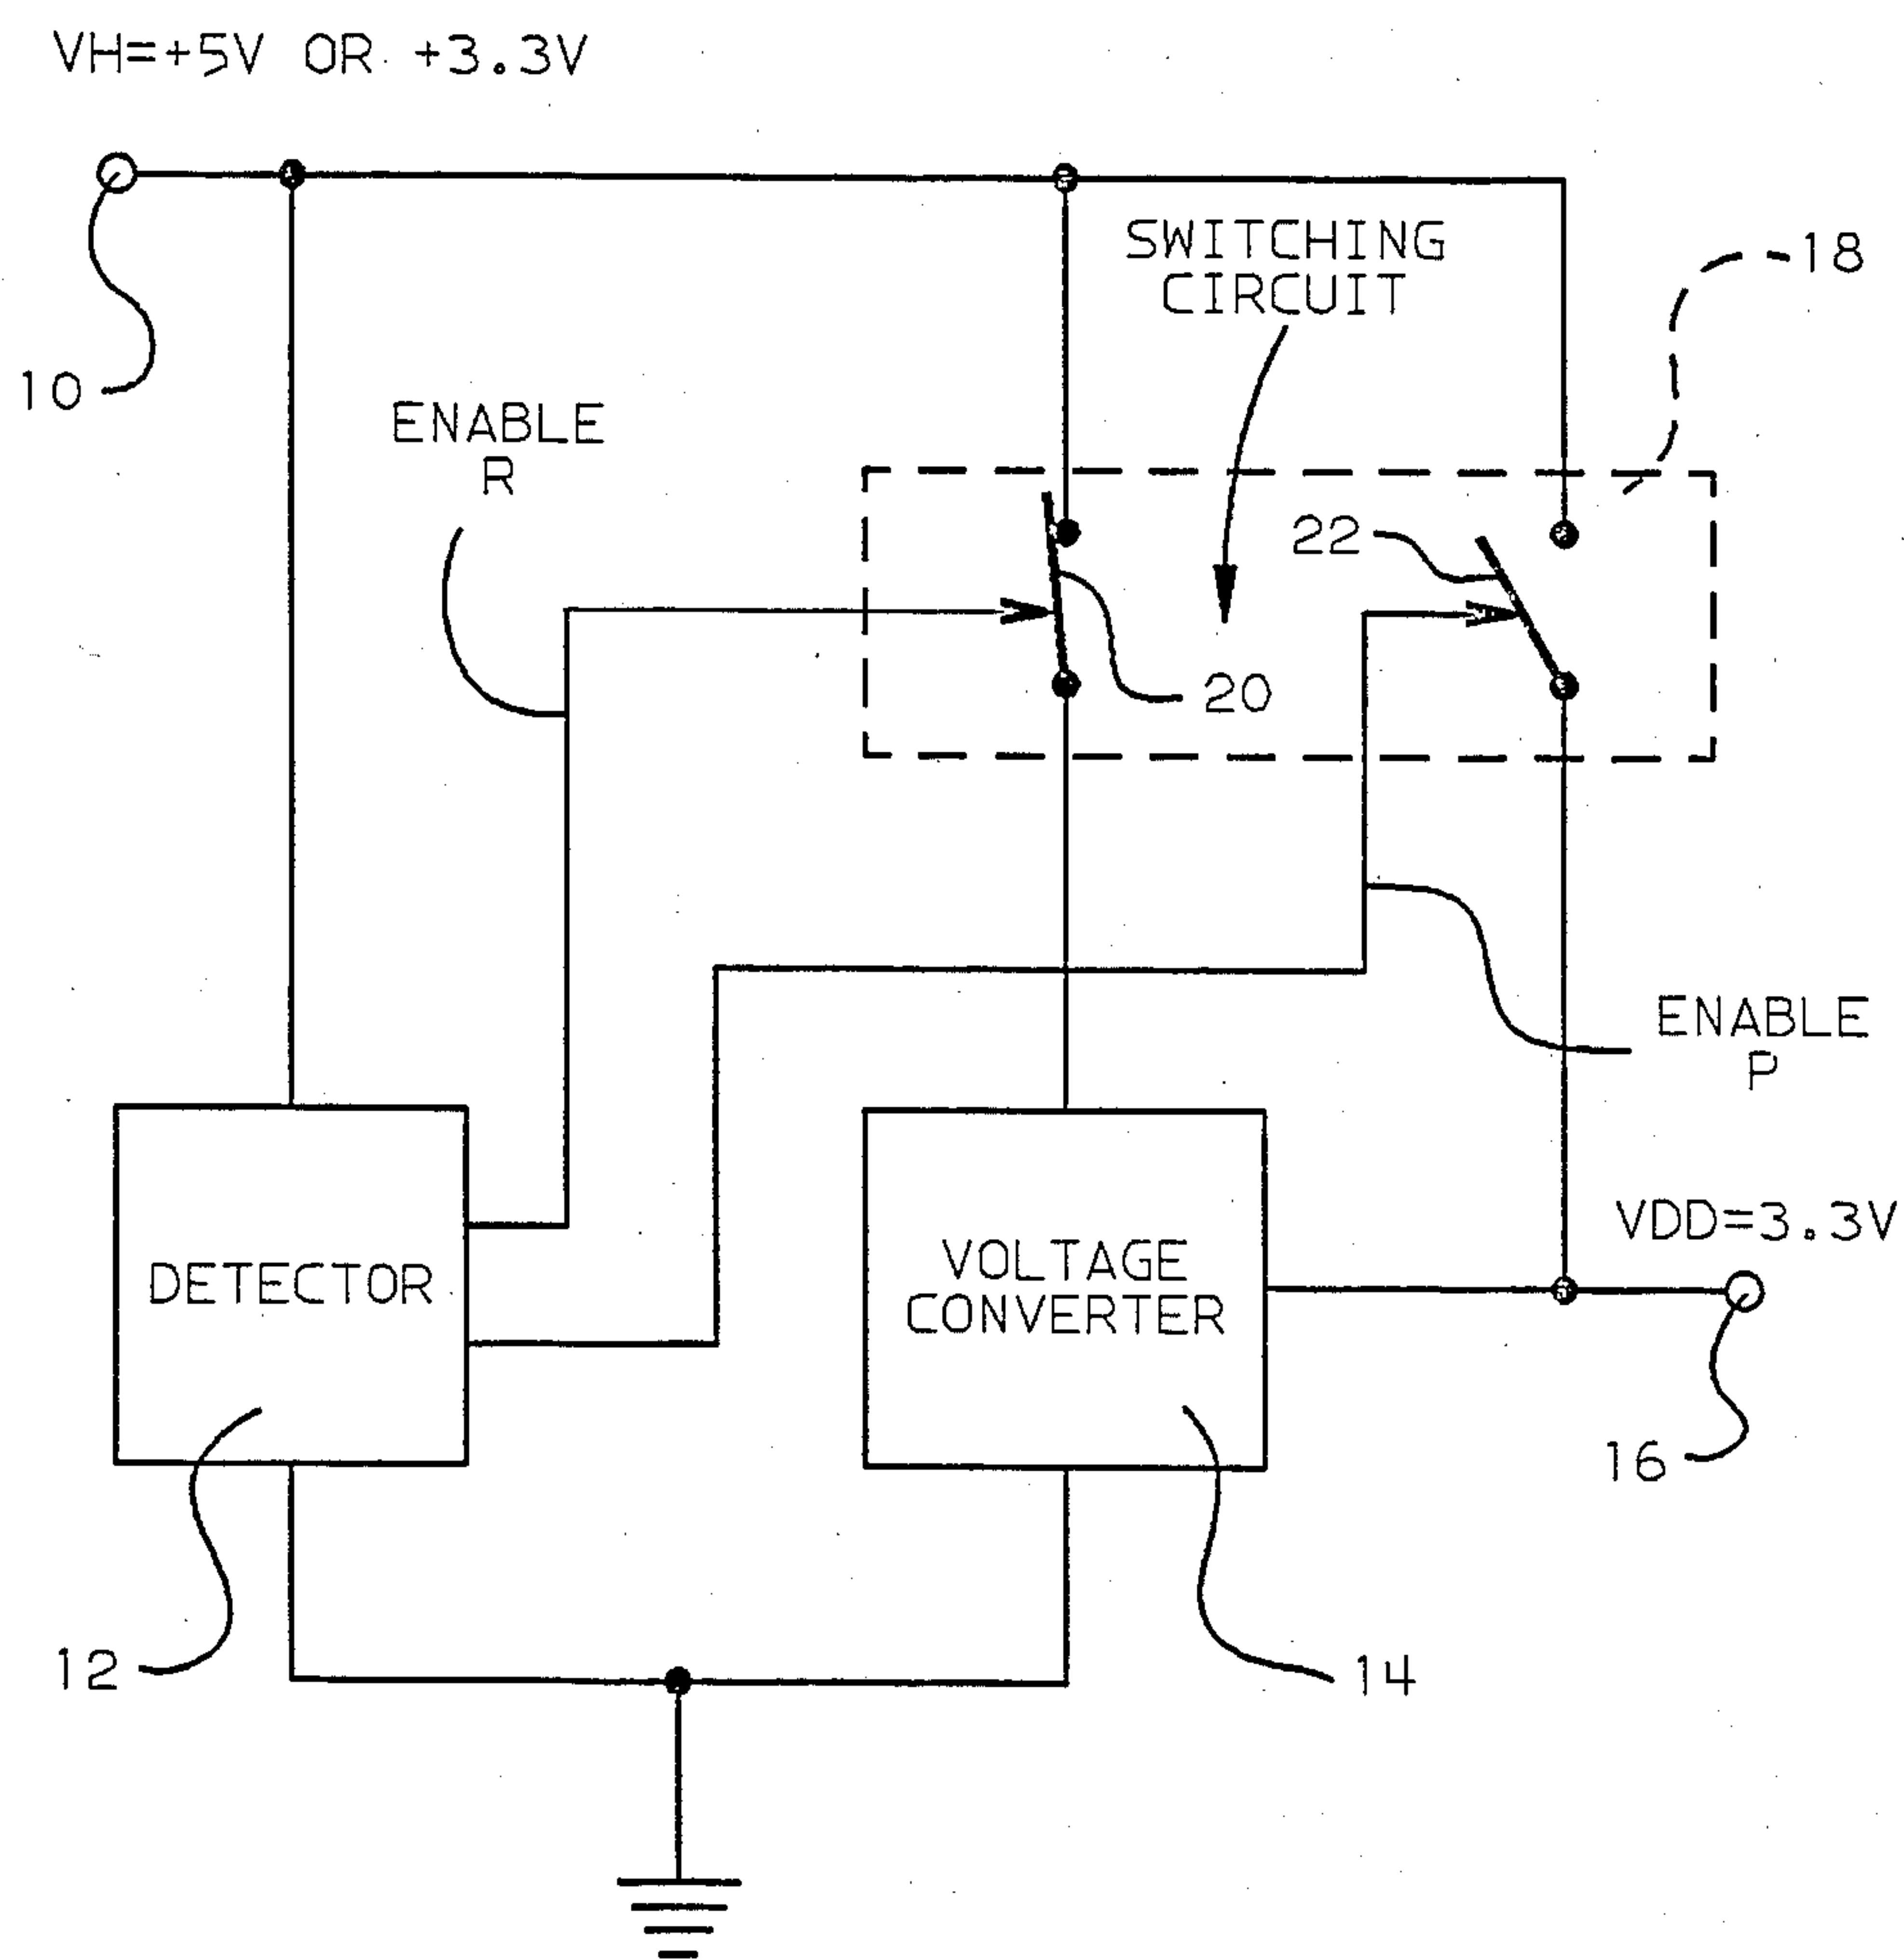 VH=+5V OR +3.3V
SWITCHING
CIRCUIT
18
10
ENABLE
R
22
20
ENABLE
P
VDD=3.3V
DETECTOR
VOLTAGE
CONVERTER
16
12
14